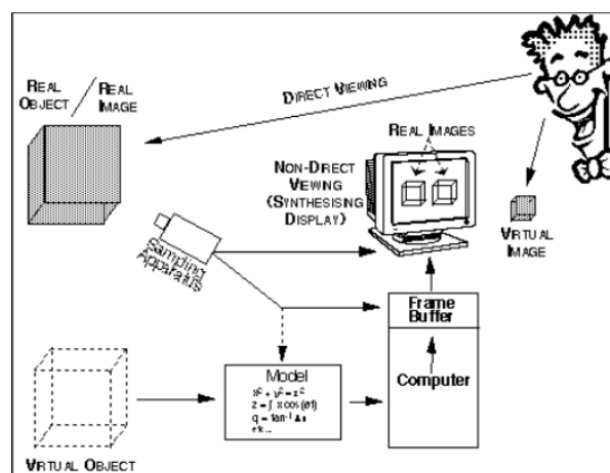 REAL OBJECT / REAL IMAGE
DIRECT VIEWING
REAL IMAGES
NON-DIRECT
VIEWING
(SYNTHESISING
DISPLAY)
VIRTUAL
IMAGE
Sampling
Apparatus
Frame
Buffer
Computer
Model
etc...
VIRTUAL OBJECT